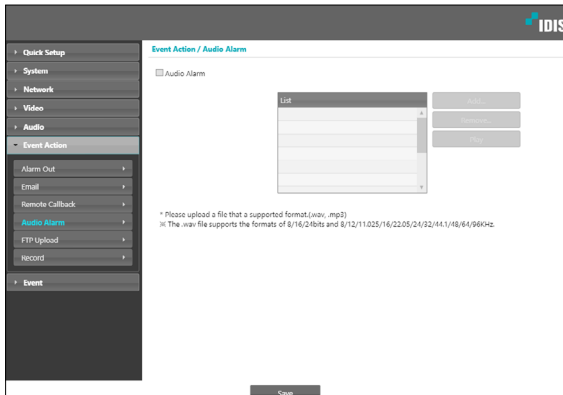 IDIS
Quick Setup
System
Network
Video
Audio
Event Action
Alarm Out
Email
Remote Callback
Audio Alarm
FTP Upload
Record
Event
Event Action / Audio Alarm
Audio Alarm
List
Add...
Remove...
Play
* Please upload a file that a supported format.(.wav, .mp3)
※ The .wav file supports the formats of 8/16/24bits and 8/12/11.025/16/22.05/24/32/44.1/48/64/96KHz.
Save